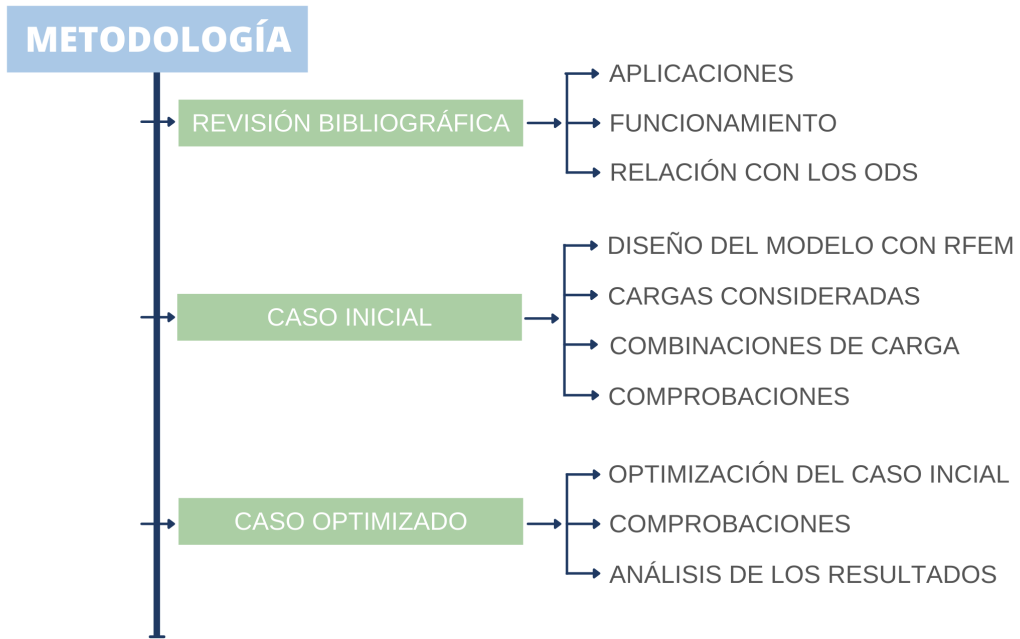 METODOLOGÍA
REVISIÓN BIBLIOGRÁFICA
APLICACIONES
FUNCIONAMIENTO
RELACIÓN CON LOS ODS
CASO INICIAL
DISEÑO DEL MODELO CON RFEM
CARGAS CONSIDERADAS
COMBINACIONES DE CARGA
COMPROBACIONES
CASO OPTIMIZADO
OPTIMIZACIÓN DEL CASO INCIAL
COMPROBACIONES
ANÁLISIS DE LOS RESULTADOS